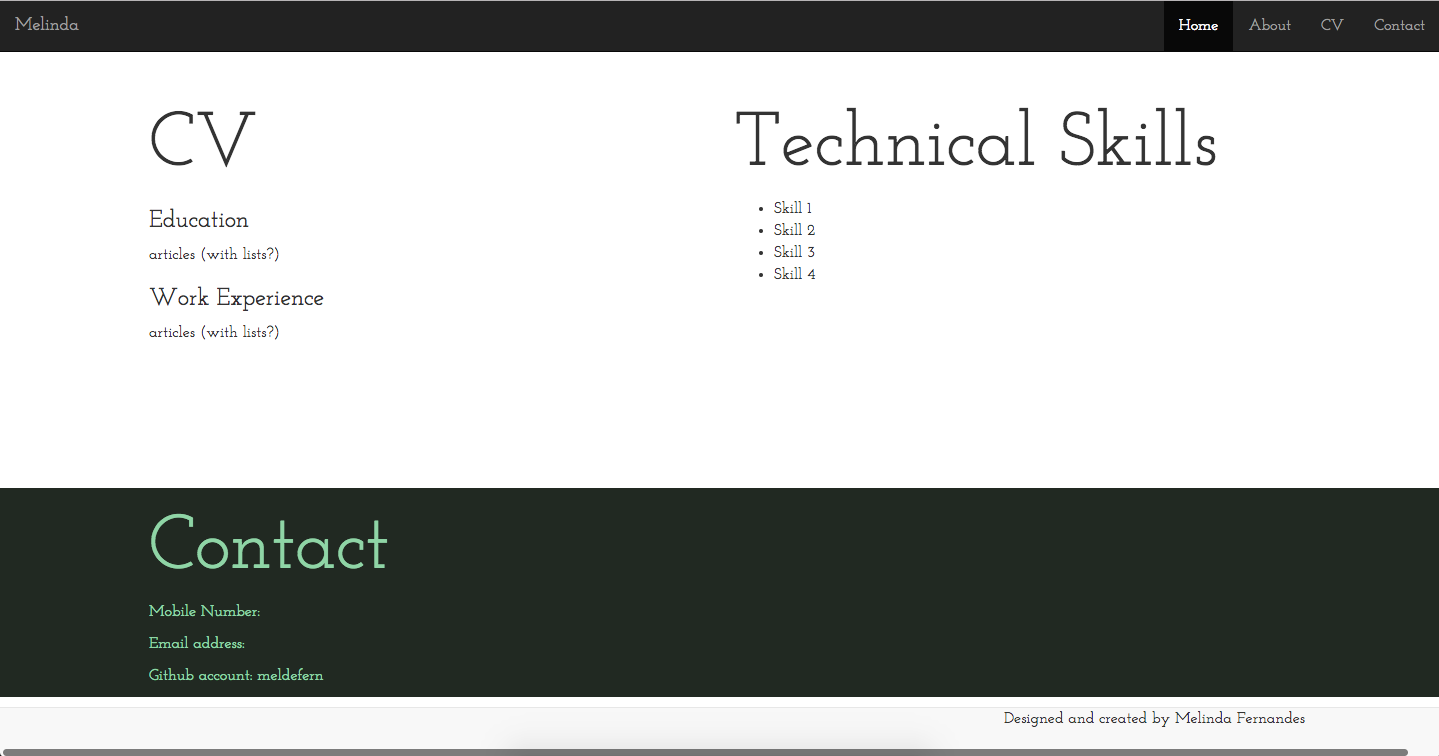 Melinda
Home About CV Contact
CV
Education
articles (with lists?)
Work Experience
articles (with lists?)
Technical Skills
Skill 1
Skill 2
Skill 3
Skill 4
Contact
Mobile Number:
Email address:
Github account: meldefern
Designed and created by Melinda Fernandes